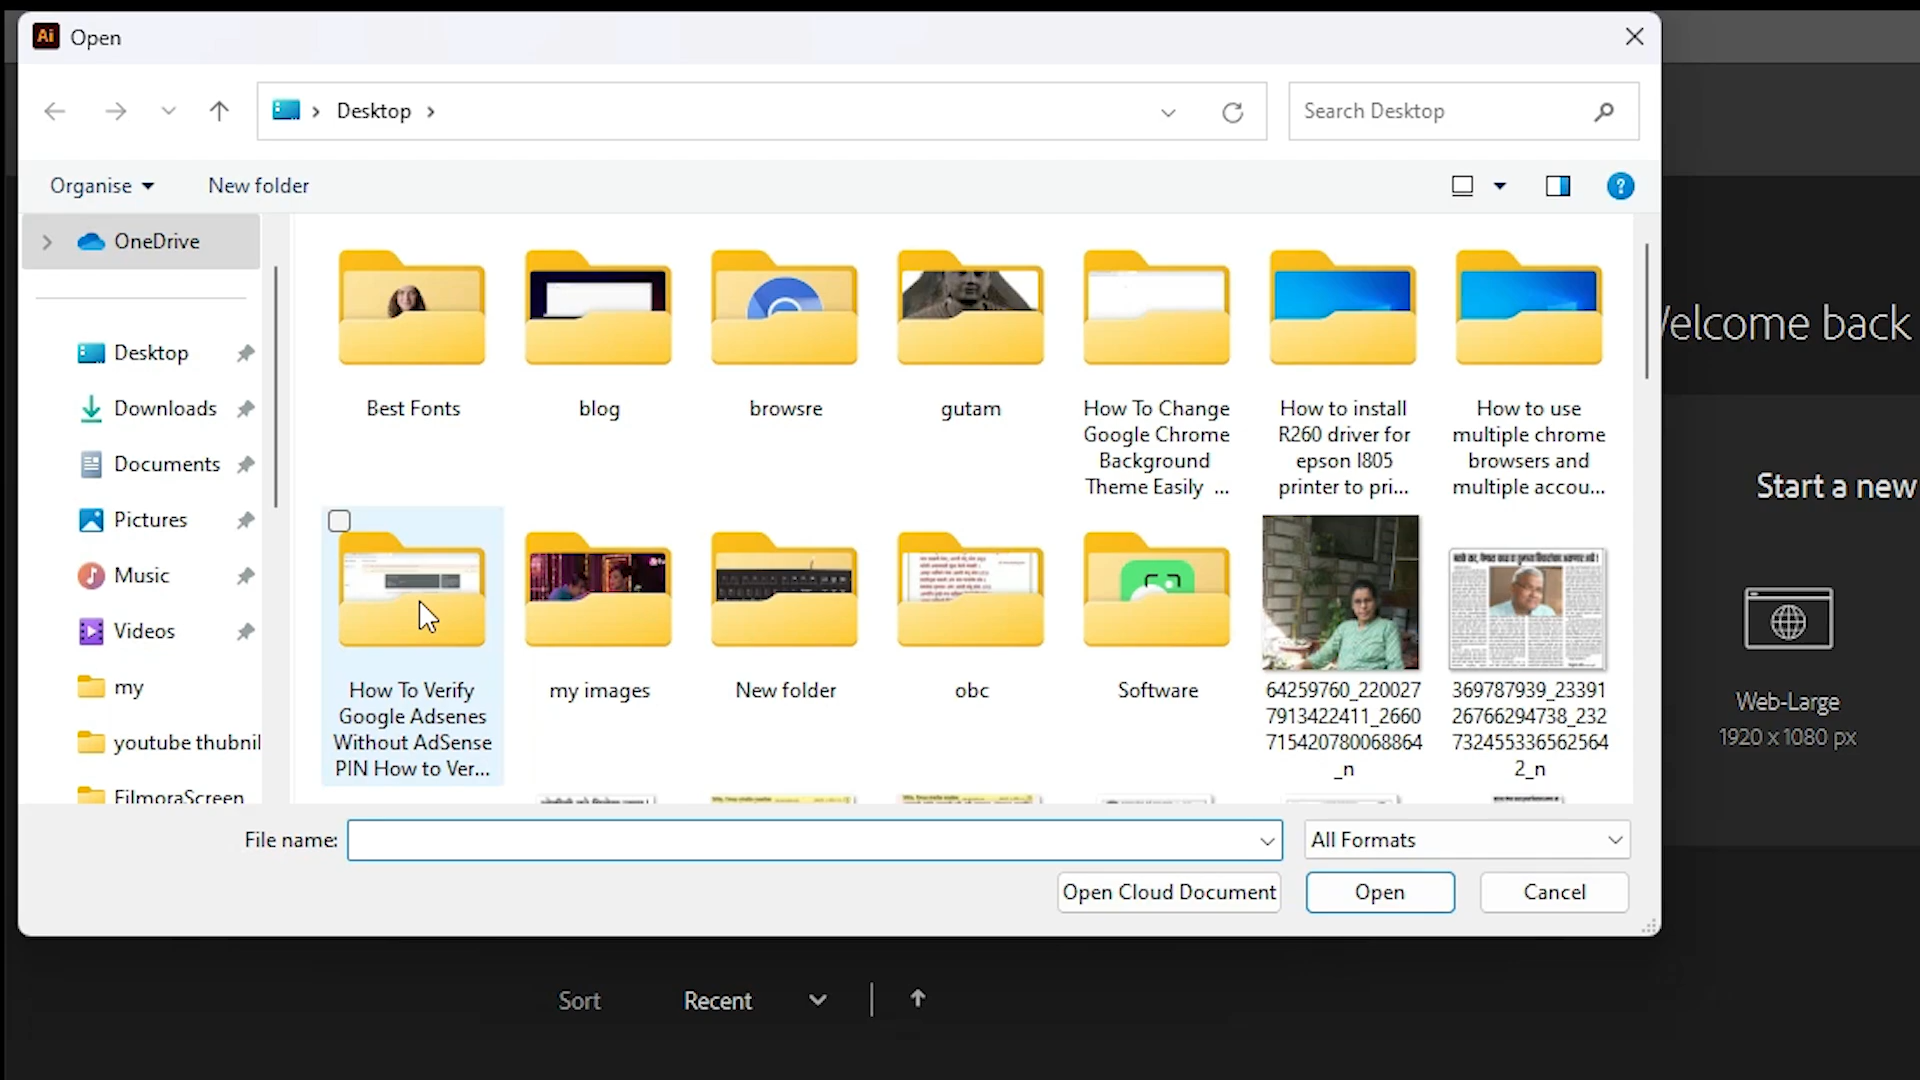 Ai Open
Desktop
Search Desktop
Organise
New folder
?
OneDrive
Desktop
Downloads
Documents
Pictures
Music
Videos
my
youtube thubnil
FilmoraScreen
Best Fonts
blog
browsre
gutam
How To Change
Google Chrome
Background
Theme Easily ...
How to install
R260 driver for
epson l805
printer to pri...
How to use
multiple chrome
browsers and
multiple accou...
How To Verify
Google Adsenes
Without AdSense
PIN How to Ver...
my images
New folder
obc
Software
64259760_220027
7913422411_2660
715420780068864
_n
369787939_23391
26766294738_232
732455336562564
2_n
File name:
All Formats
Open Cloud Document
Open
Cancel
Welcome back
Start a new
Web-Large
1920 x 1080 px
Sort
Recent